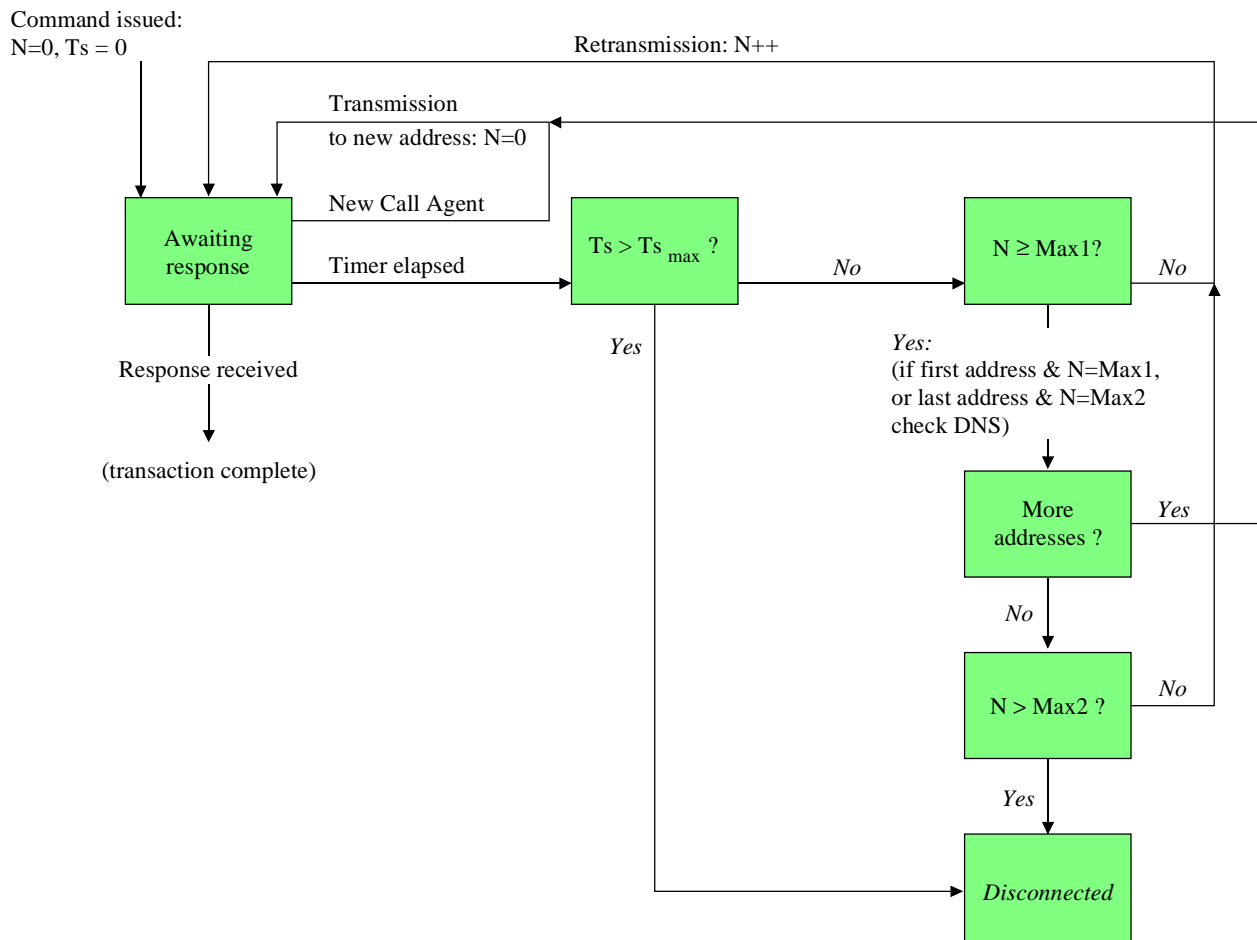 Command issued:
N=0, Ts = 0
Retransmission: N++
Transmission
to new address: N=0
New Call Agent
Awaiting
response
Timer elapsed
Ts > Ts max ?
No
N ≥ Max1?
No
Response received
(transaction complete)
Yes
Yes:
(if first address & N=Max1,
or last address & N=Max2
check DNS)
More
addresses ?
Yes
No
N > Max2 ?
No
Yes
Disconnected